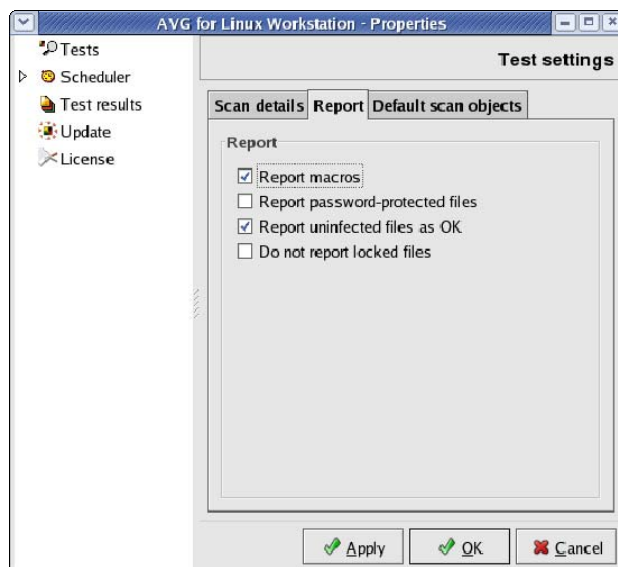 AVG for Linux Workstation - Properties
Tests
Scheduler
Test results
Update
License
Test settings
Scan details Report Default scan objects
Report
Report macros
Report password-protected files
Report uninfected files as OK
Do not report locked files
Apply OK Cancel